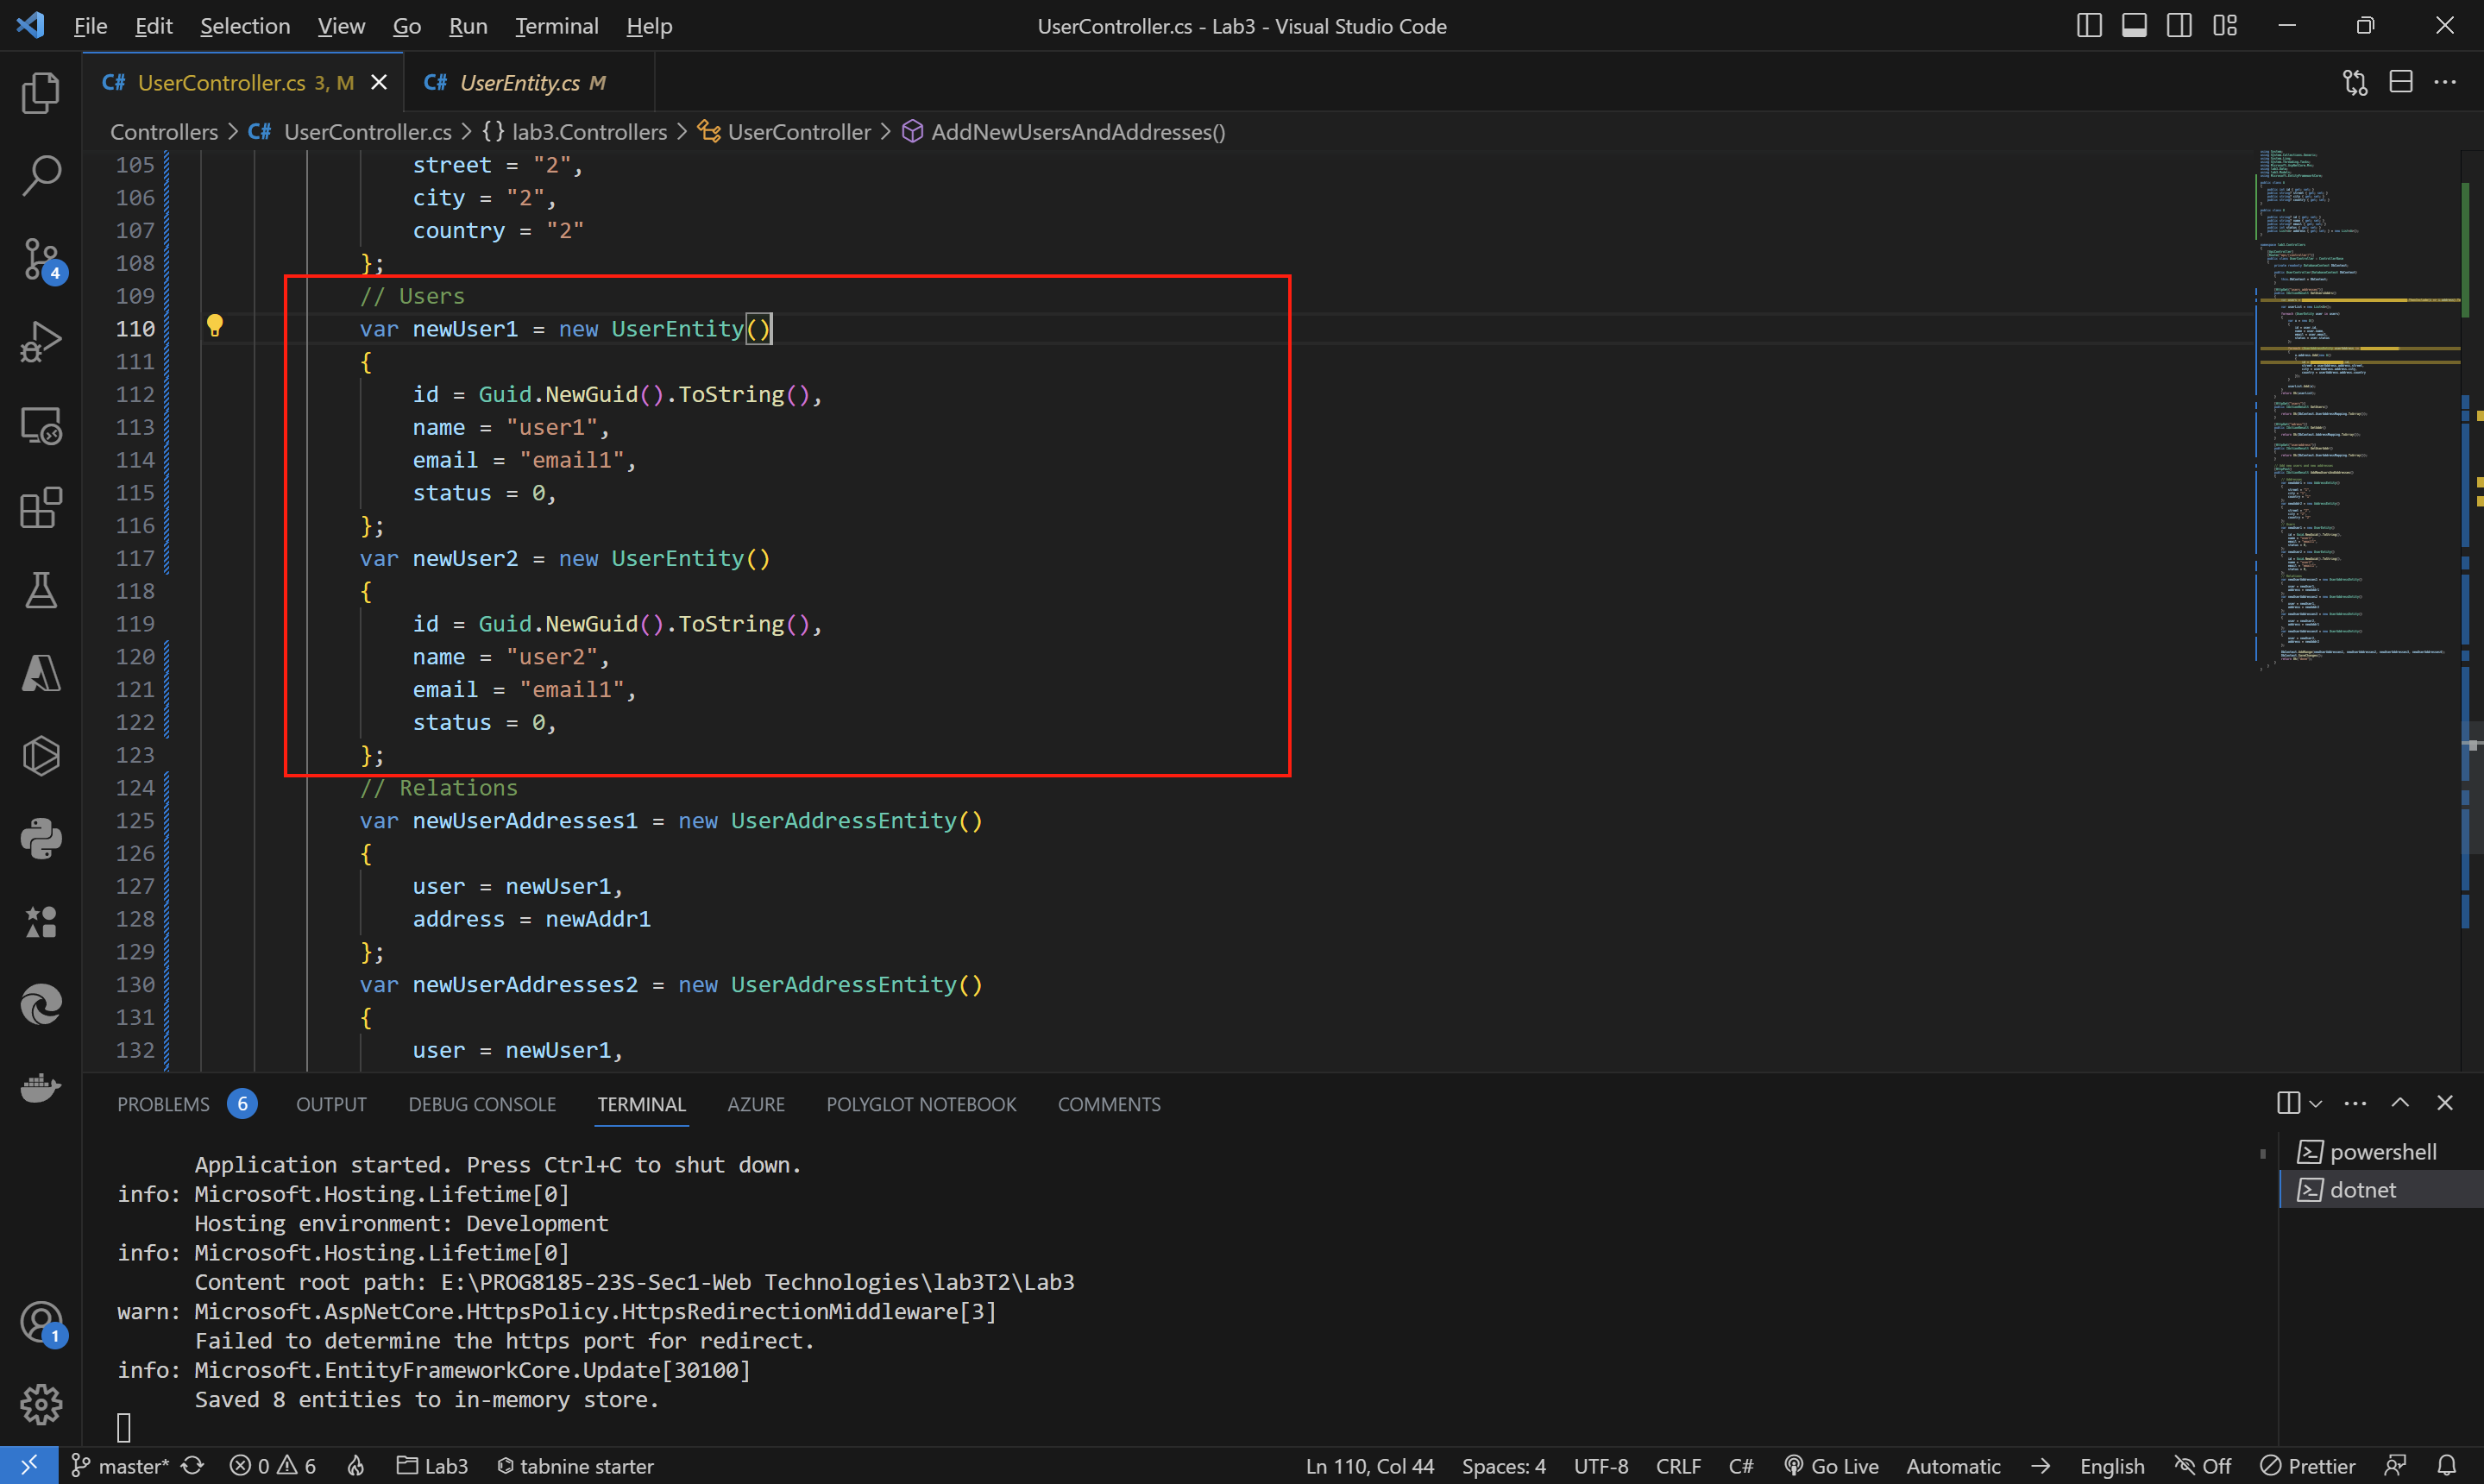 File Edit Selection View Go Run Terminal Help UserController.cs - Lab3 - Visual Studio Code
C# UserController.cs 3, M C# UserEntity.cs M
Controllers > C# UserController.cs > {} lab3.Controllers > UserController > AddNewUsersAndAddresses()
105 street = "2",
106 city = "2",
107 country = "2"
108 };
109 // Users
110 var newUser1 = new UserEntity()
111 {
112 id = Guid.NewGuid().ToString(),
113 name = "user1",
114 email = "email1",
115 status = 0,
116 };
117 var newUser2 = new UserEntity()
118 {
119 id = Guid.NewGuid().ToString(),
120 name = "user2",
121 email = "email1",
122 status = 0,
123 };
124 // Relations
125 var newUserAddresses1 = new UserAddressEntity()
126 {
127 user = newUser1,
128 address = newAddr1
129 };
130 var newUserAddresses2 = new UserAddressEntity()
131 {
132 user = newUser1,
4
1
PROBLEMS 6 OUTPUT DEBUG CONSOLE TERMINAL AZURE POLYGLOT NOTEBOOK COMMENTS
Application started. Press Ctrl+C to shut down.
info: Microsoft.Hosting.Lifetime[0]
Hosting environment: Development
info: Microsoft.Hosting.Lifetime[0]
Content root path: E:\PROG8185-23S-Sec1-Web Technologies\lab3T2\Lab3
warn: Microsoft.AspNetCore.HttpsPolicy.HttpsRedirectionMiddleware[3]
Failed to determine the https port for redirect.
info: Microsoft.EntityFrameworkCore.Update[30100]
Saved 8 entities to in-memory store.
powershell
dotnet
master* 0 6 Lab3 tabnine starter Ln 110, Col 44 Spaces: 4 UTF-8 CRLF C# Go Live Automatic English Off Prettier